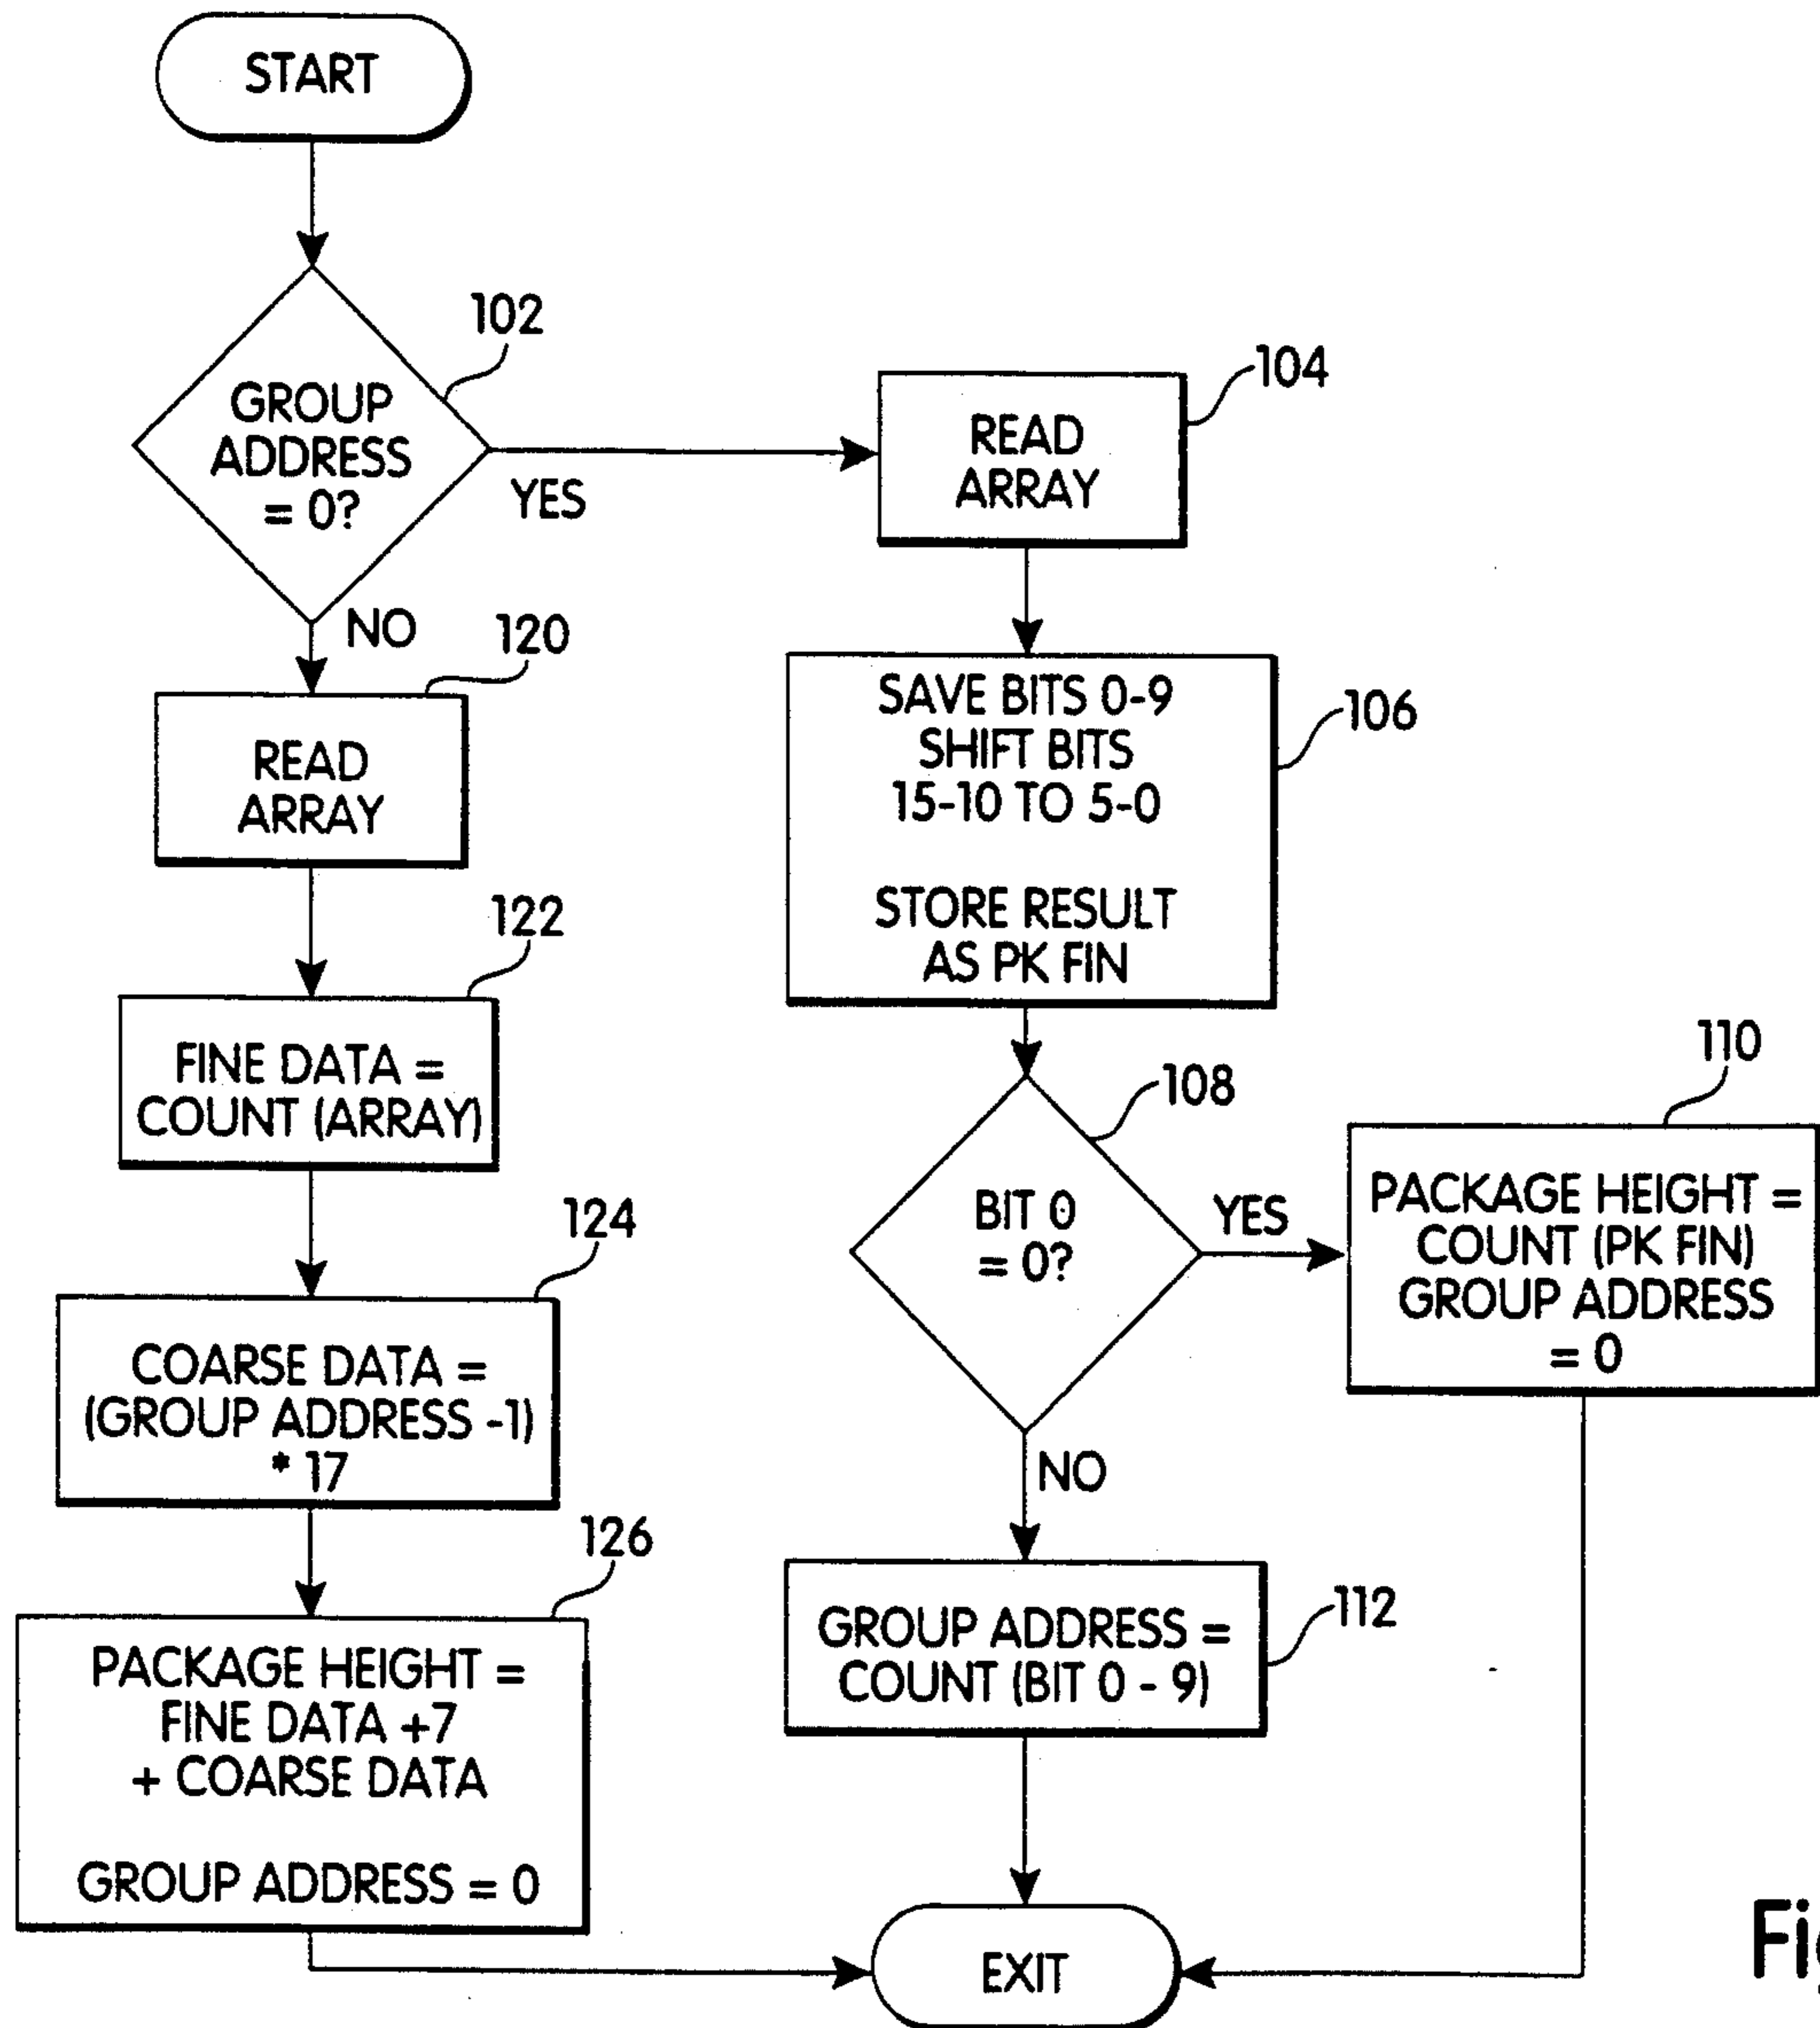 START
102
GROUP
ADDRESS
= 0?
YES
NO
104
READ
ARRAY
106
SAVE BITS 0-9
SHIFT BITS
15-10 TO 5-0
STORE RESULT
AS PK FIN
108
BIT 0
= 0?
YES
NO
110
PACKAGE HEIGHT =
COUNT (PK FIN)
GROUP ADDRESS
= 0
112
GROUP ADDRESS =
COUNT (BIT 0 - 9)
120
READ
ARRAY
122
FINE DATA =
COUNT (ARRAY)
124
COARSE DATA =
(GROUP ADDRESS -1)
* 17
126
PACKAGE HEIGHT =
FINE DATA +7
+ COARSE DATA
GROUP ADDRESS = 0
EXIT